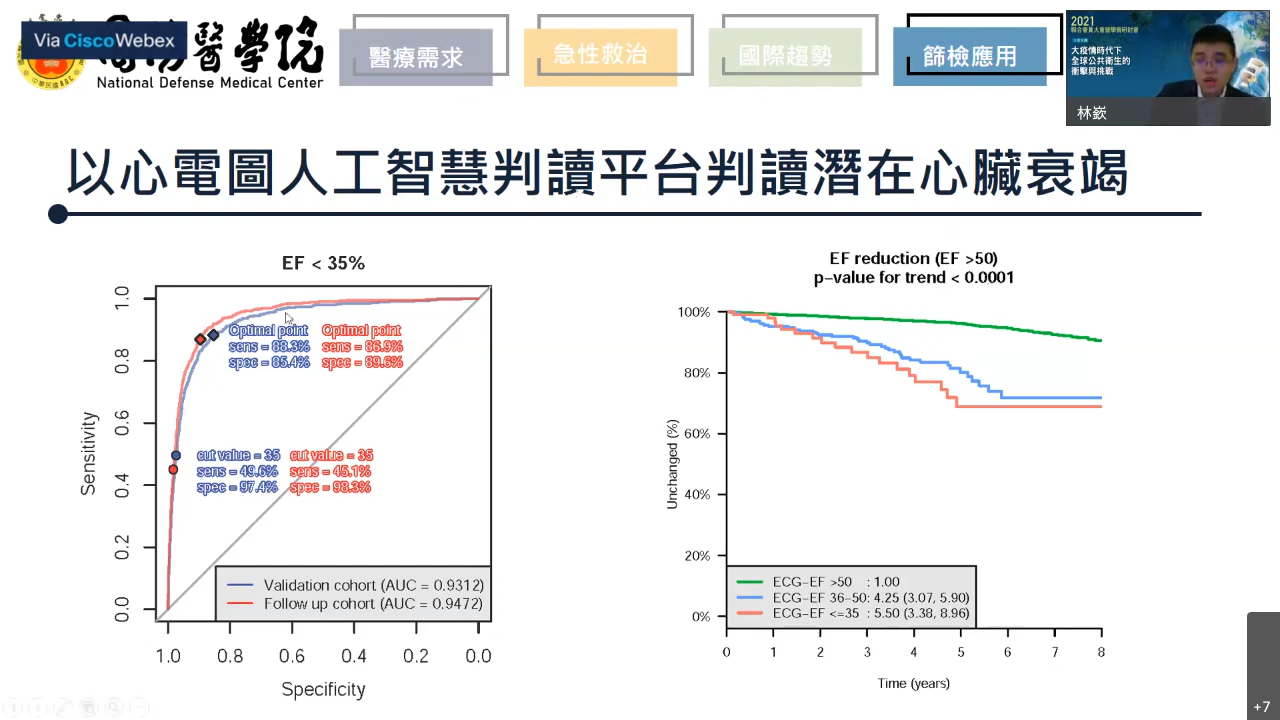 Via Cisco Webex
醫學院
National Defense Medical Center
醫療需求
急性救治
國際趨勢
篩檢應用
2021
大疫情時代下
全球公共衛生的
衝擊與挑戰
林嶔
以心電圖人工智慧判讀平台判讀潛在心臟衰竭
EF < 35%
Sensitivity
1.0
0.8
0.6
0.4
0.2
0.0
Optimal point
sens = 88.3%
spec = 85.4%
Optimal point
sens = 86.9%
spec = 89.6%
cut value = 35
sens = 49.6%
spec = 97.4%
cut value = 35
sens = 45.1%
spec = 98.3%
Validation cohort (AUC = 0.9312)
Follow up cohort (AUC = 0.9472)
1.0 0.8 0.6 0.4 0.2 0.0
Specificity
EF reduction (EF >50)
p−value for trend < 0.0001
Unchanged (%)
100%
80%
60%
40%
20%
0%
ECG−EF >50 : 1.00
ECG−EF 36−50: 4.25 (3.07, 5.90)
ECG−EF <=35 : 5.50 (3.38, 8.96)
0 1 2 3 4 5 6 7 8
Time (years)
+7